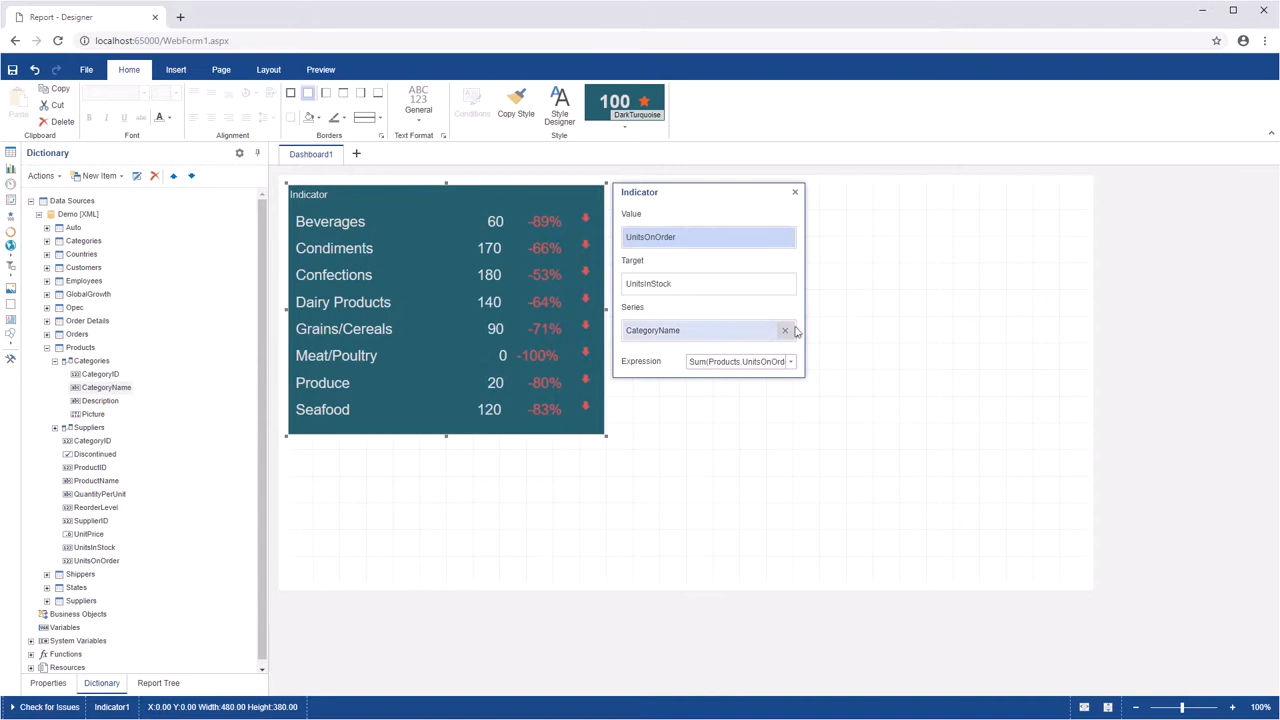 Report - Designer
localhost:65000/WebForm1.aspx
File Home Insert Page Layout Preview
Paste
Copy
Cut
Delete
Clipboard
Font
Alignment
Borders
ABC
123
General
Text Format
Conditions
Copy Style
Style
Designer
100
DarkTurquoise
Style
Dictionary
Actions
New Item
Data Sources
Demo [XML]
Auto
Categories
Countries
Customers
Employees
GlobalGrowth
Opec
Order Details
Orders
Products
Categories
CategoryID
CategoryName
Description
Picture
Suppliers
CategoryID
Discontinued
ProductID
ProductName
QuantityPerUnit
ReorderLevel
SupplierID
UnitPrice
UnitsInStock
UnitsOnOrder
Shippers
States
Suppliers
Business Objects
Variables
System Variables
Functions
Resources
Properties Dictionary Report Tree
Dashboard1
Indicator
Beverages 60 -89%
Condiments 170 -66%
Confections 180 -53%
Dairy Products 140 -64%
Grains/Cereals 90 -71%
Meat/Poultry 0 -100%
Produce 20 -80%
Seafood 120 -83%
Indicator
Value
UnitsOnOrder
Target
UnitsInStock
Series
CategoryName
Expression Sum(Products.UnitsOnOrd
Check for Issues Indicator1 X:0.00 Y:0.00 Width:480.00 Height:380.00 100%